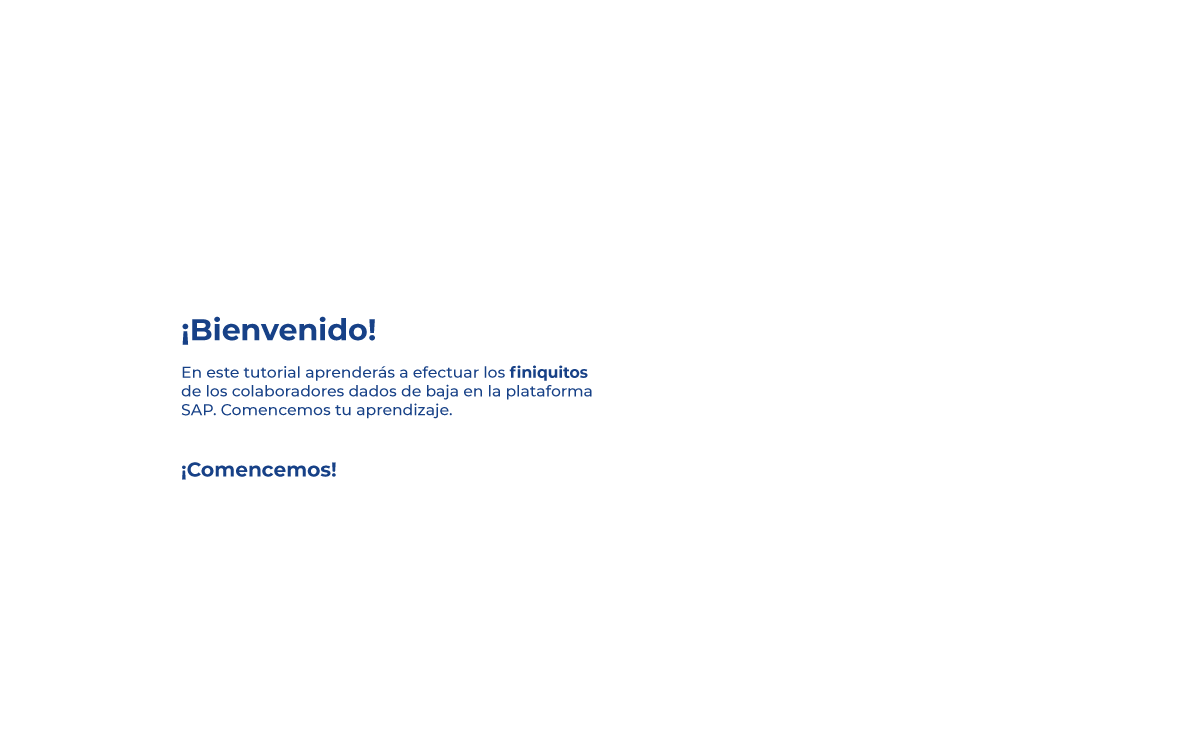 ¡Bienvenido!
En este tutorial aprenderás a efectuar los finiquitos
de los colaboradores dados de baja en la plataforma
SAP. Comencemos tu aprendizaje.
¡Comencemos!